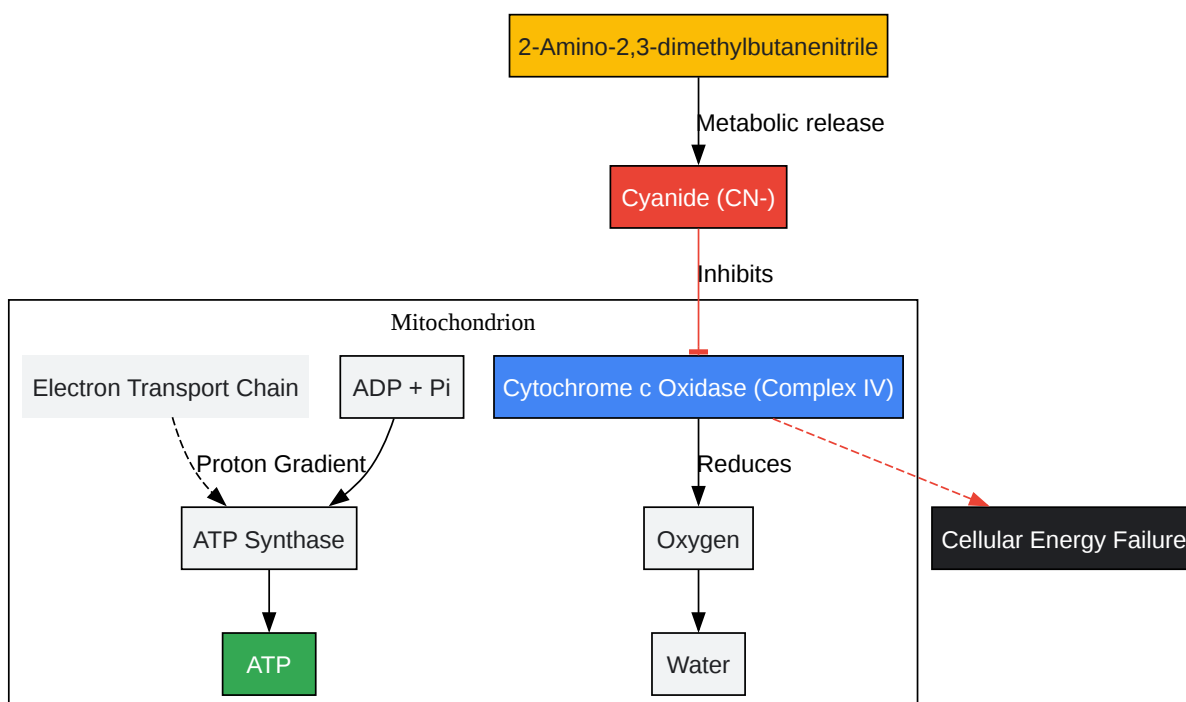 2-Amino-2,3-dimethylbutanenitrile
Metabolic release
Cyanide (CN-)
Inhibits
Mitochondrion
Electron Transport Chain
ADP + Pi
Cytochrome c Oxidase (Complex IV)
Proton Gradient
Reduces
ATP Synthase
Oxygen
Cellular Energy Failure
ATP
Water